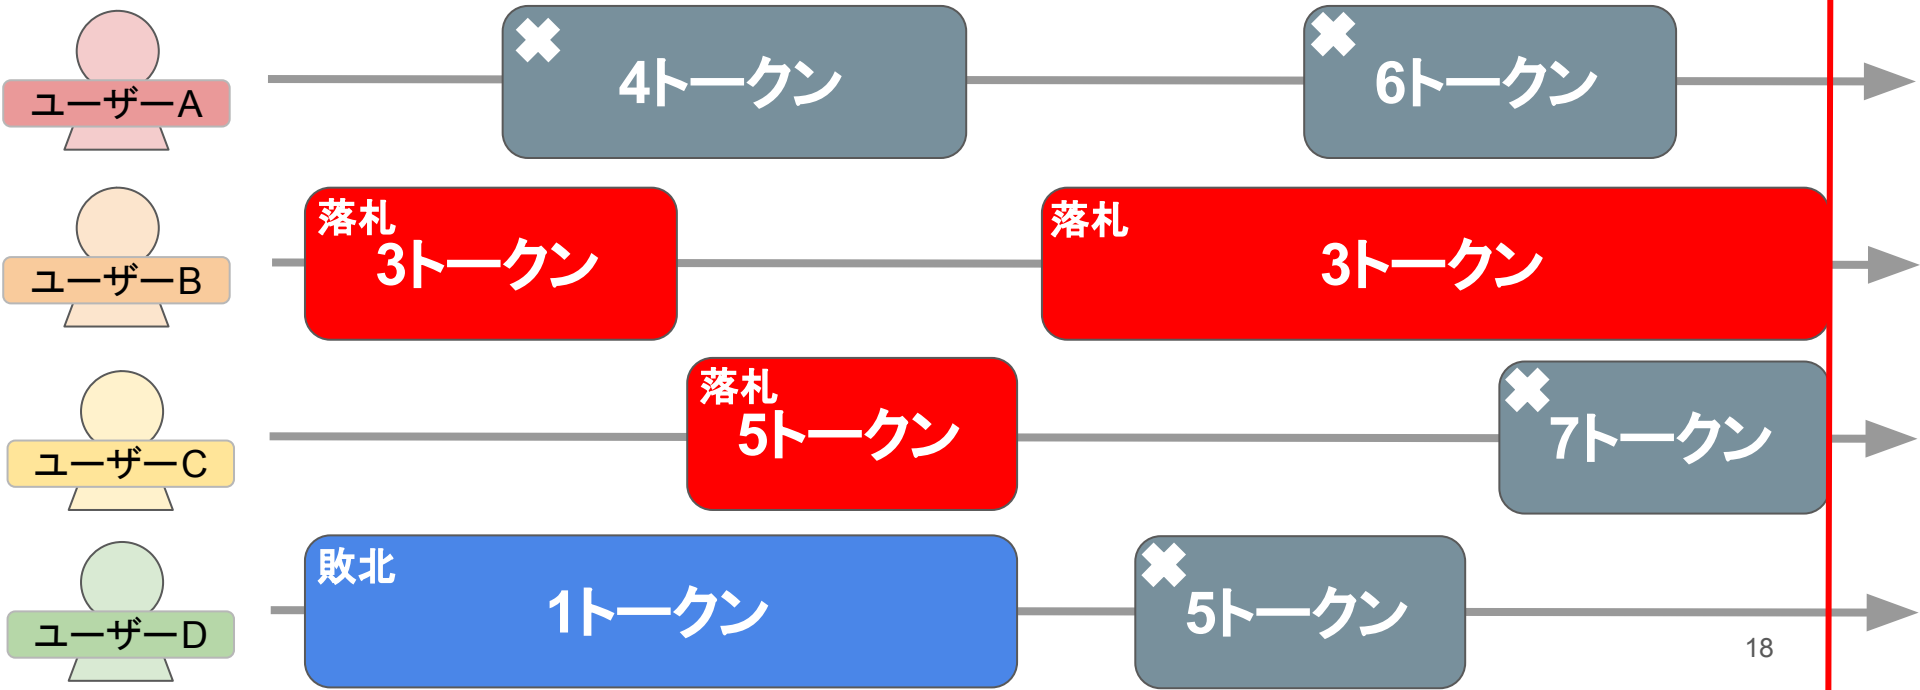 ユーザーA
4トークン
6トークン
ユーザーB
落札
3トークン
落札
3トークン
ユーザーC
落札
5トークン
7トークン
ユーザーD
敗北
1トークン
5トークン
18